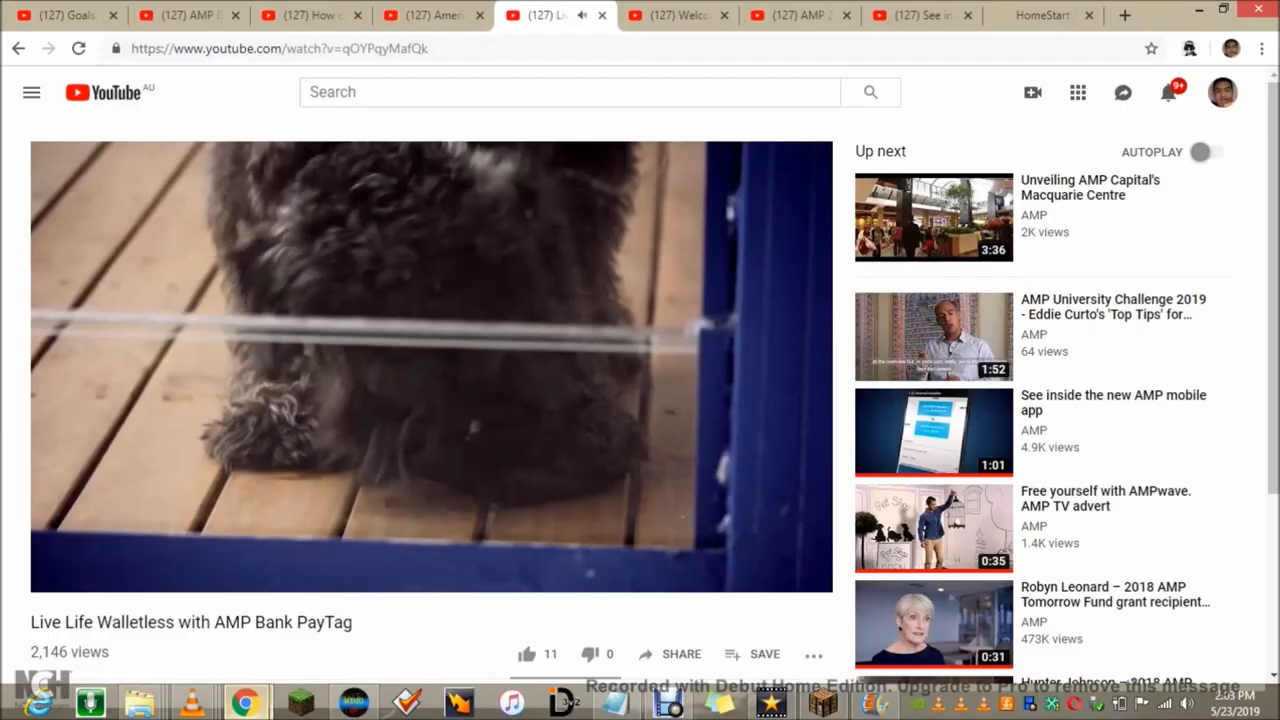 (127) Goals.
(127) AMP E
(127) How c
(127) Amer
(127) Li
(127) Welco
(127) AMP 2
(127) See in
HomeStart
https://www.youtube.com/watch?v=qOYPqyMafQk
YouTube AU
Search
9+
Up next
AUTOPLAY
Unveiling AMP Capital's
Macquarie Centre
AMP
2K views
3:36
AMP University Challenge 2019
- Eddie Curto's 'Top Tips' for...
AMP
64 views
1:52
See inside the new AMP mobile
app
AMP
4.9K views
1:01
Free yourself with AMPwave.
AMP TV advert
AMP
1.4K views
0:35
Robyn Leonard – 2018 AMP
Tomorrow Fund grant recipient...
AMP
473K views
0:31
Live Life Walletless with AMP Bank PayTag
2,146 views
11
0
SHARE
SAVE
NCH
Recorded with Debut Home Edition. Upgrade to Pro to remove this message
2:03 PM
5/23/2019